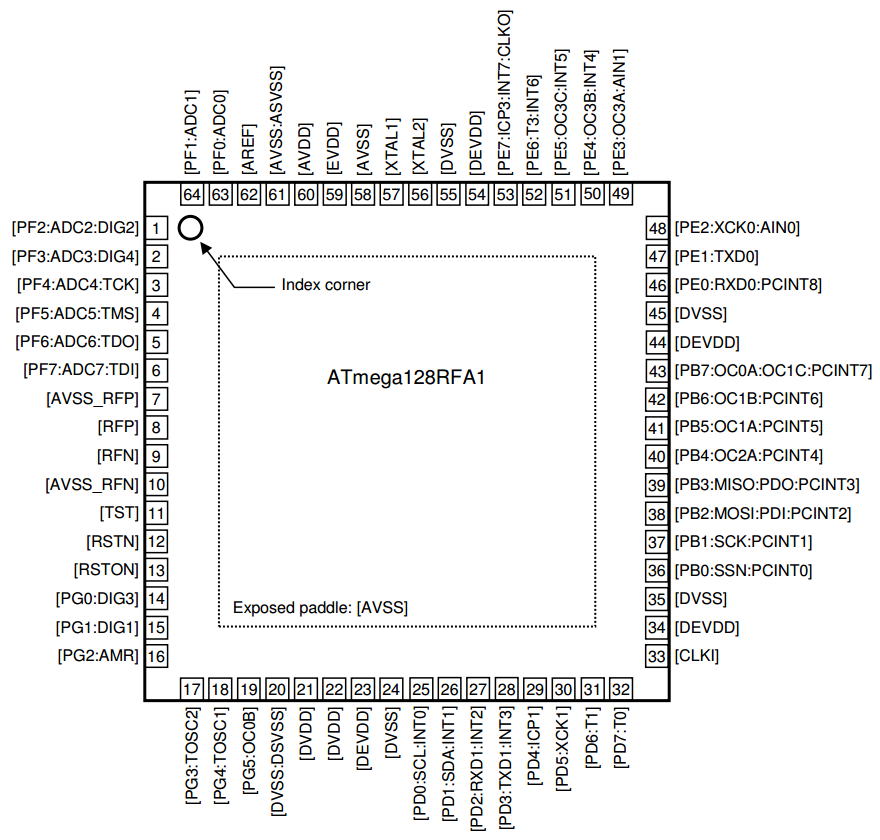 [PF1:ADC1]
[PF0:ADC0]
[AREF]
[AVSS:ASVSS]
[AVDD]
[EVDD]
[AVSS]
[XTAL1]
[XTAL2]
[DVSS]
[DEVDD]
[PE7:ICP3:INT7:CLKO]
[PE6:T3:INT6]
[PE5:OC3C:INT5]
[PE4:OC3B:INT4]
[PE3:OC3A:AIN1]
64 63 62 61 60 59 58 57 56 55 54 53 52 51 50 49
[PF2:ADC2:DIG2] 1
[PF3:ADC3:DIG4] 2
[PF4:ADC4:TCK] 3
[PF5:ADC5:TMS] 4
[PF6:ADC6:TDO] 5
[PF7:ADC7:TDI] 6
[AVSS_RFP] 7
[RFP] 8
[RFN] 9
[AVSS_RFN] 10
[TST] 11
[RSTN] 12
[RSTON] 13
[PG0:DIG3] 14
[PG1:DIG1] 15
[PG2:AMR] 16
Index corner
ATmega128RFA1
Exposed paddle: [AVSS]
48 [PE2:XCK0:AIN0]
47 [PE1:TXD0]
46 [PE0:RXD0:PCINT8]
45 [DVSS]
44 [DEVDD]
43 [PB7:OC0A:OC1C:PCINT7]
42 [PB6:OC1B:PCINT6]
41 [PB5:OC1A:PCINT5]
40 [PB4:OC2A:PCINT4]
39 [PB3:MISO:PDO:PCINT3]
38 [PB2:MOSI:PDI:PCINT2]
37 [PB1:SCK:PCINT1]
36 [PB0:SSN:PCINT0]
35 [DVSS]
34 [DEVDD]
33 [CLKI]
17 18 19 20 21 22 23 24 25 26 27 28 29 30 31 32
[PG3:TOSC2]
[PG4:TOSC1]
[PG5:OC0B]
[DVSS:DSVSS]
[DVDD]
[DVDD]
[DEVDD]
[DVSS]
[PD0:SCL:INT0]
[PD1:SDA:INT1]
[PD2:RXD1:INT2]
[PD3:TXD1:INT3]
[PD4:ICP1]
[PD5:XCK1]
[PD6:T1]
[PD7:T0]